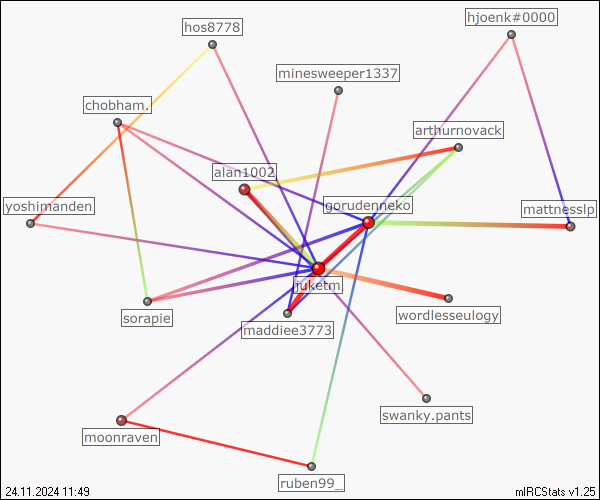 hjoenk#0000
hos8778
minesweeper1337
chobham.
arthurnovack
alan1002
yoshimanden
gorudenneko
mattnesslp
juketm
sorapie
maddiee3773
wordlesseulogy
swanky.pants
moonraven
ruben99_
24.11.2024 11:49
mIRCStats v1.25